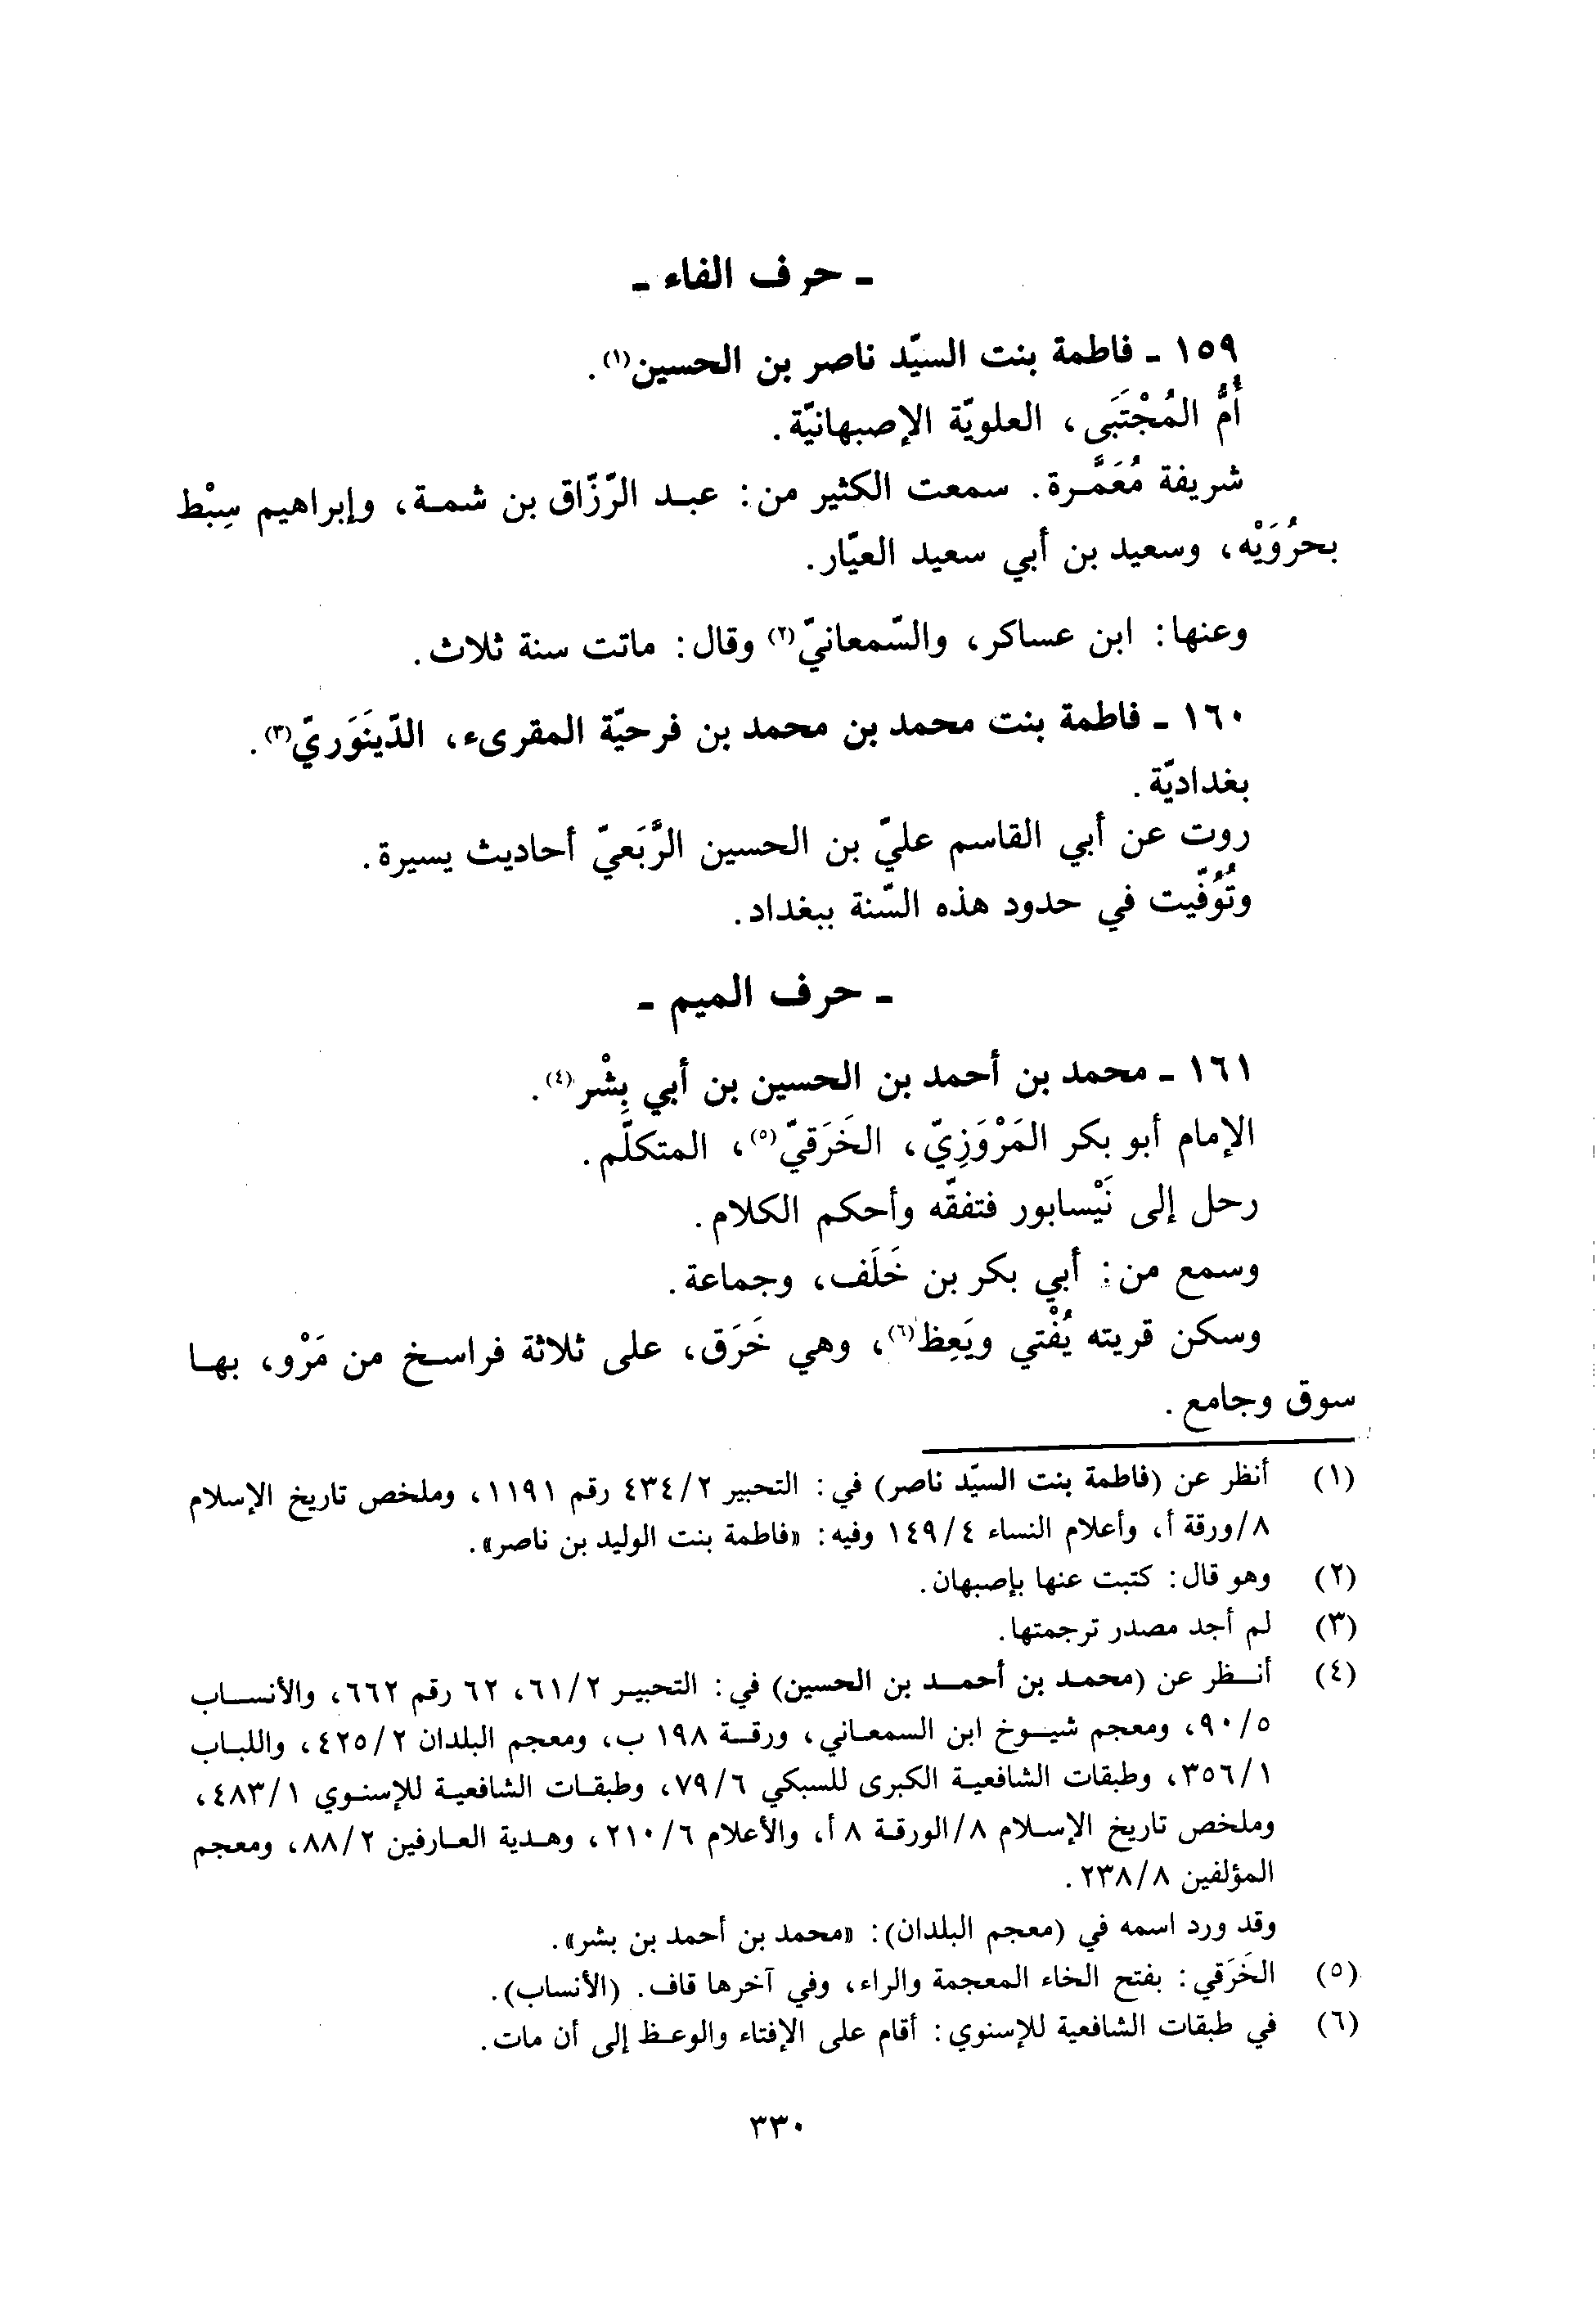 ـ حرف الفاء ـ
١٥٩ ـ فاطمة بنت السيّد ناصر بن الحسين(١).
أُمُّ المُجْتَبَى، العلويّة الإصبهانيّة.
شريفة مُعَمَّرة. سمعت الكثير من: عبد الرّزّاق بن شمة، وإبراهيم سِبْط
بحرُوَيْه، وسعيد بن أبي سعيد العيّار.
وعنها: ابن عساكر، والسّمعانيّ(٢) وقال: ماتت سنة ثلاث.
١٦٠ ـ فاطمة بنت محمد بن محمد بن فرحيّة المقرىء، الدّينَوَريّ(٣).
بغداديّة.
روت عن أبي القاسم عليّ بن الحسين الرَّبَعيّ أحاديث يسيرة.
وتُوُفّيت في حدود هذه السّنة ببغداد.
ـ حرف الميم ـ
١٦١ ـ محمد بن أحمد بن الحسين بن أبي بِشْر(٤).
الإمام أبو بكر المَرْوَزِيّ، الخَرَقيّ(٥)، المتكلّم.
رحل إلى نَيْسابور فتفقّه وأحكم الكلام.
وسمع من: أبي بكر بن خَلَف، وجماعة.
وسكن قريته يُفْتي ويَعِظ(٦)، وهي خَرَق، على ثلاثة فراسخ من مَرْو، بها
سوق وجامع.
(١) أنظر عن (فاطمة بنت السيّد ناصر) في: التحبير ٤٣٤/٢ رقم ١١٩١، وملخص تاريخ الإسلام
٨/ورقة أ، وأعلام النساء ١٤٩/٤ وفيه: «فاطمة بنت الوليد بن ناصر».
(٢) وهو قال: كتبت عنها بإصبهان.
(٣) لم أجد مصدر ترجمتها.
(٤) أنظر عن (محمد بن أحمد بن الحسين) في: التحبير ٦١/٢، ٦٢ رقم ٦٦٢، والأنساب
٩٠/٥، ومعجم شيوخ ابن السمعاني، ورقة ١٩٨ ب، ومعجم البلدان ٤٢٥/٢، واللباب
٣٥٦/١، وطبقات الشافعية الكبرى للسبكي ٧٩/٦، وطبقات الشافعية للإسنوي ٤٨٣/١،
وملخص تاريخ الإسلام ٨/الورقة ٨ أ، والأعلام ٢١٠/٦، وهدية العارفين ٨٨/٢، ومعجم
المؤلفين ٢٣٨/٨.
وقد ورد اسمه في (معجم البلدان): «محمد بن أحمد بن بشر».
(٥) الخَرَقي: بفتح الخاء المعجمة والراء، وفي آخرها قاف. (الأنساب).
(٦) في طبقات الشافعية للإسنوي: أقام على الإفتاء والوعظ إلى أن مات.
٣٣٠